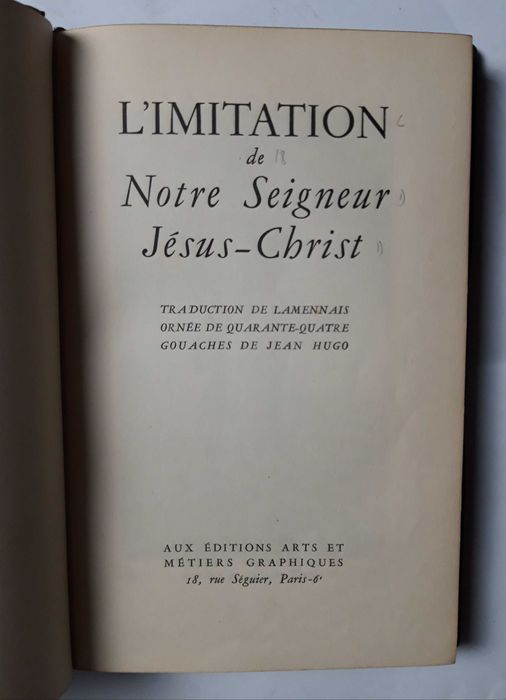 L'IMITATION
de 18
Notre Seigneur
Jésus-Christ
TRADUCTION DE LAMENNAIS
ORNÉE DE QUARANTE-QUATRE
GOUACHES DE JEAN HUGO
AUX ÉDITIONS ARTS ET
MÉTIERS GRAPHIQUES
18, rue Séguier, Paris-6ᵉ